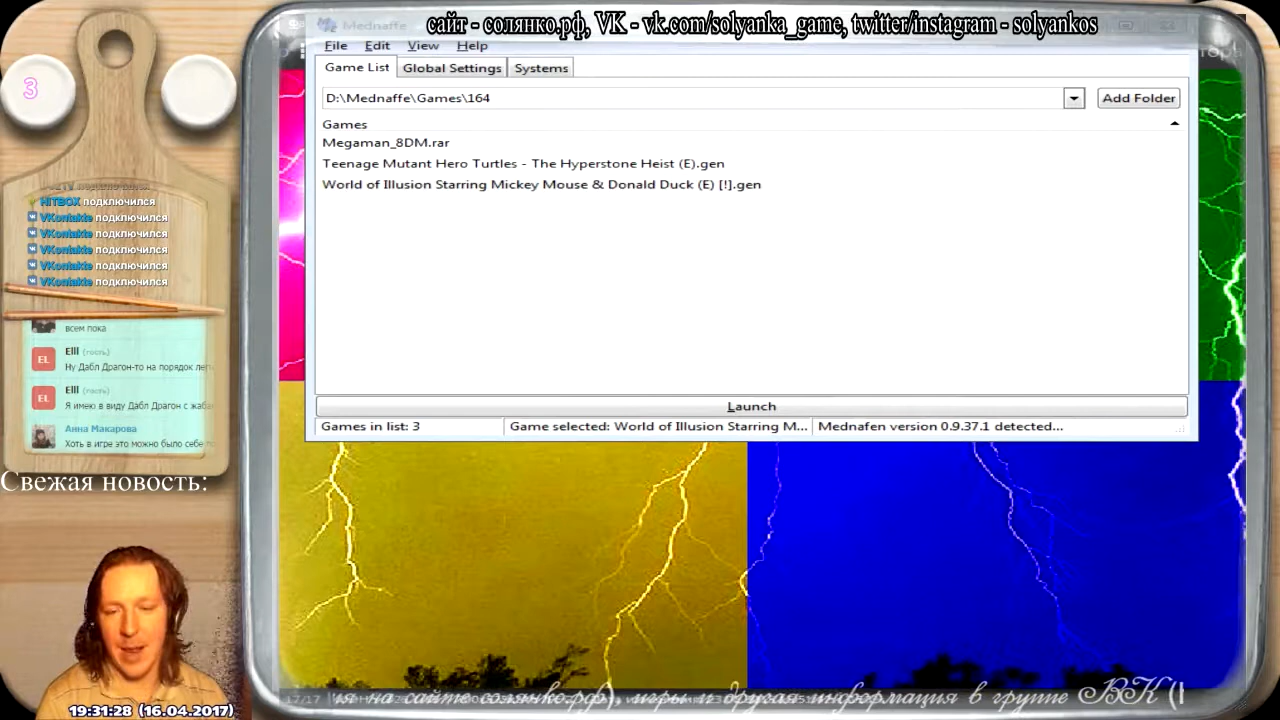 сайт - солянко.рф, VK - vk.com/solyanka_game, twitter/instagram - solyankos
Mednaffe
File Edit View Help
Game List Global Settings Systems
D:\Mednaffe\Games\164 Add Folder
Games
Megaman_8DM.rar
Teenage Mutant Hero Turtles - The Hyperstone Heist (E).gen
World of Illusion Starring Mickey Mouse & Donald Duck (E) [!].gen
Launch
Games in list: 3 Game selected: World of Illusion Starring M... Mednafen version 0.9.37.1 detected...
3
HITBOX подключился
VKontakte подключился
VKontakte подключился
VKontakte подключился
VKontakte подключился
VKontakte подключился
всем пока
EL Elll (гость)
Ну Дабл Драгон-то на порядок
EL Elll (гость)
Я имею в виду Дабл Драгон с
Анна Макарова
Хоть в игре это можно было себе
Свежая новость:
19:31:28 (16.04.2017)
17/17
на сайте солянко.рф), игры и другая информация в группе ВК (